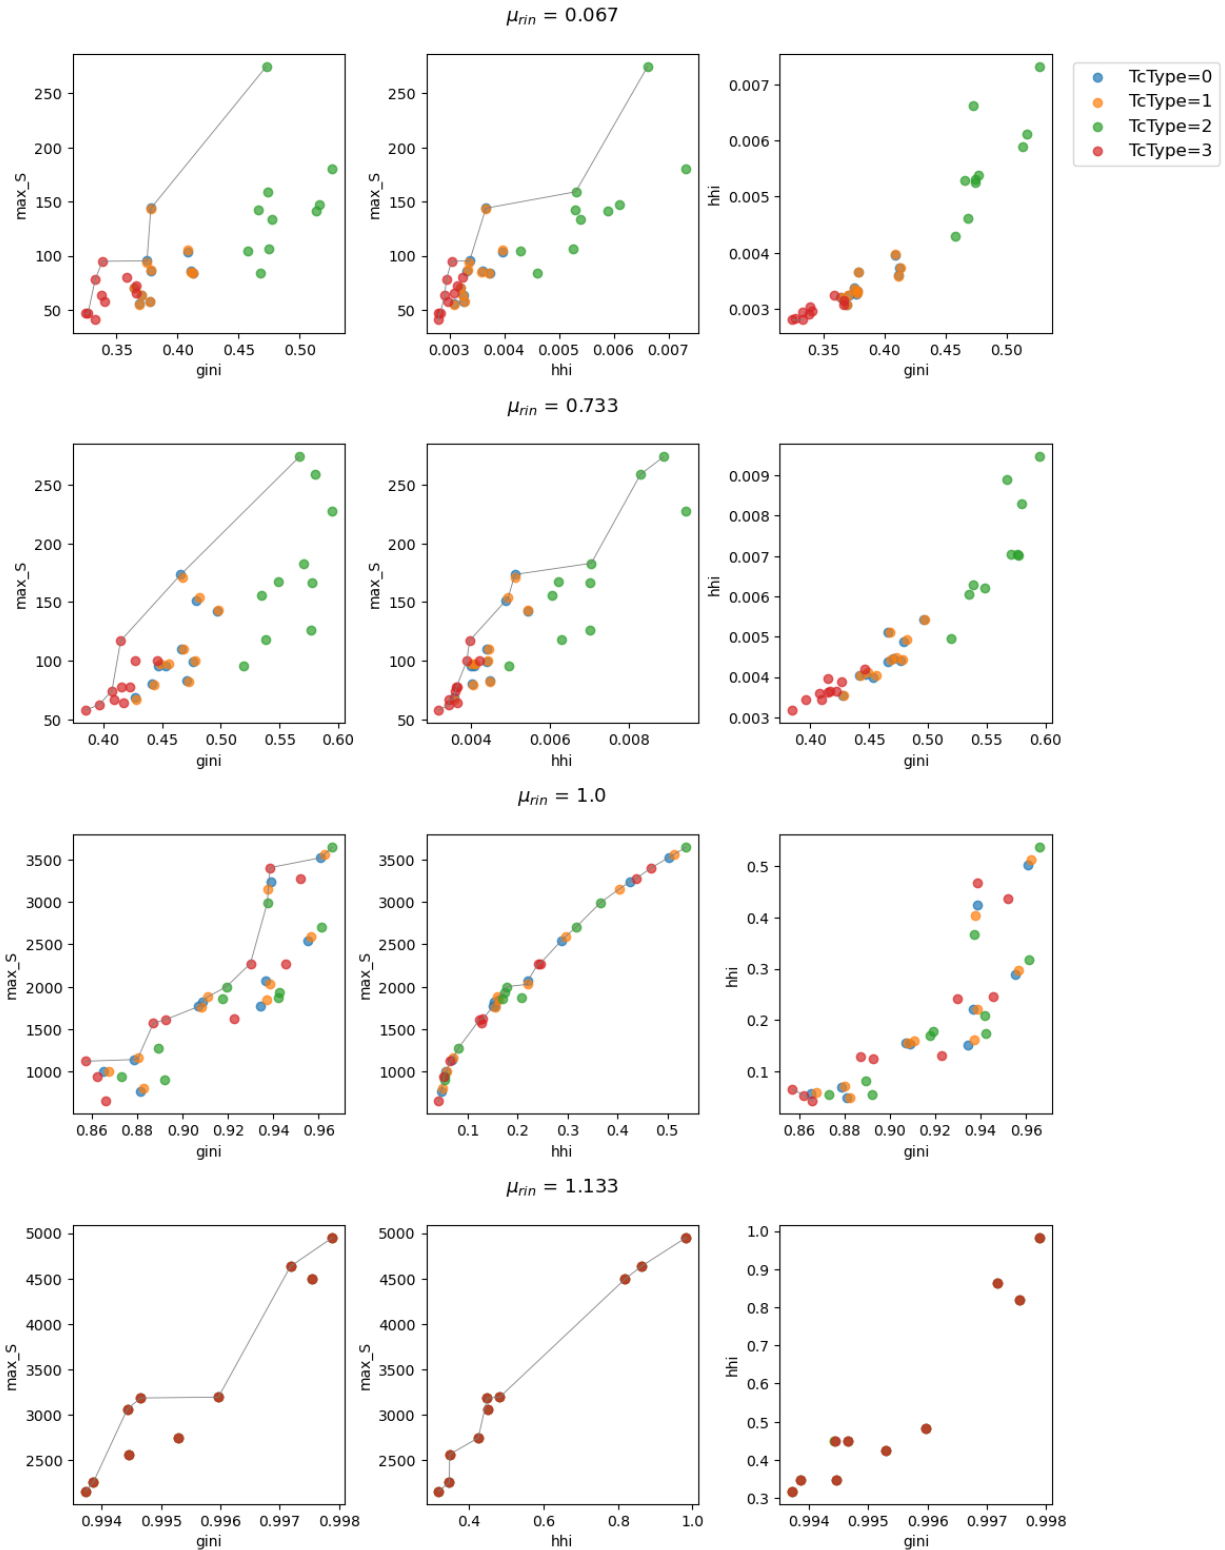 μrin = 0.067
max_S
250
200
150
100
50
0.35 0.40 0.45 0.50
gini
max_S
250
200
150
100
50
0.003 0.004 0.005 0.006 0.007
hhi
hhi
0.007
0.006
0.005
0.004
0.003
0.35 0.40 0.45 0.50
gini
TcType=0
TcType=1
TcType=2
TcType=3
μrin = 0.733
max_S
250
200
150
100
50
0.40 0.45 0.50 0.55 0.60
gini
max_S
250
200
150
100
50
0.004 0.006 0.008
hhi
hhi
0.009
0.008
0.007
0.006
0.005
0.004
0.003
0.40 0.45 0.50 0.55 0.60
gini
μrin = 1.0
max_S
3500
3000
2500
2000
1500
1000
0.86 0.88 0.90 0.92 0.94 0.96
gini
max_S
3500
3000
2500
2000
1500
1000
0.1 0.2 0.3 0.4 0.5
hhi
hhi
0.5
0.4
0.3
0.2
0.1
0.86 0.88 0.90 0.92 0.94 0.96
gini
μrin = 1.133
max_S
5000
4500
4000
3500
3000
2500
0.994 0.995 0.996 0.997 0.998
gini
max_S
5000
4500
4000
3500
3000
2500
0.4 0.6 0.8 1.0
hhi
hhi
1.0
0.9
0.8
0.7
0.6
0.5
0.4
0.3
0.994 0.995 0.996 0.997 0.998
gini